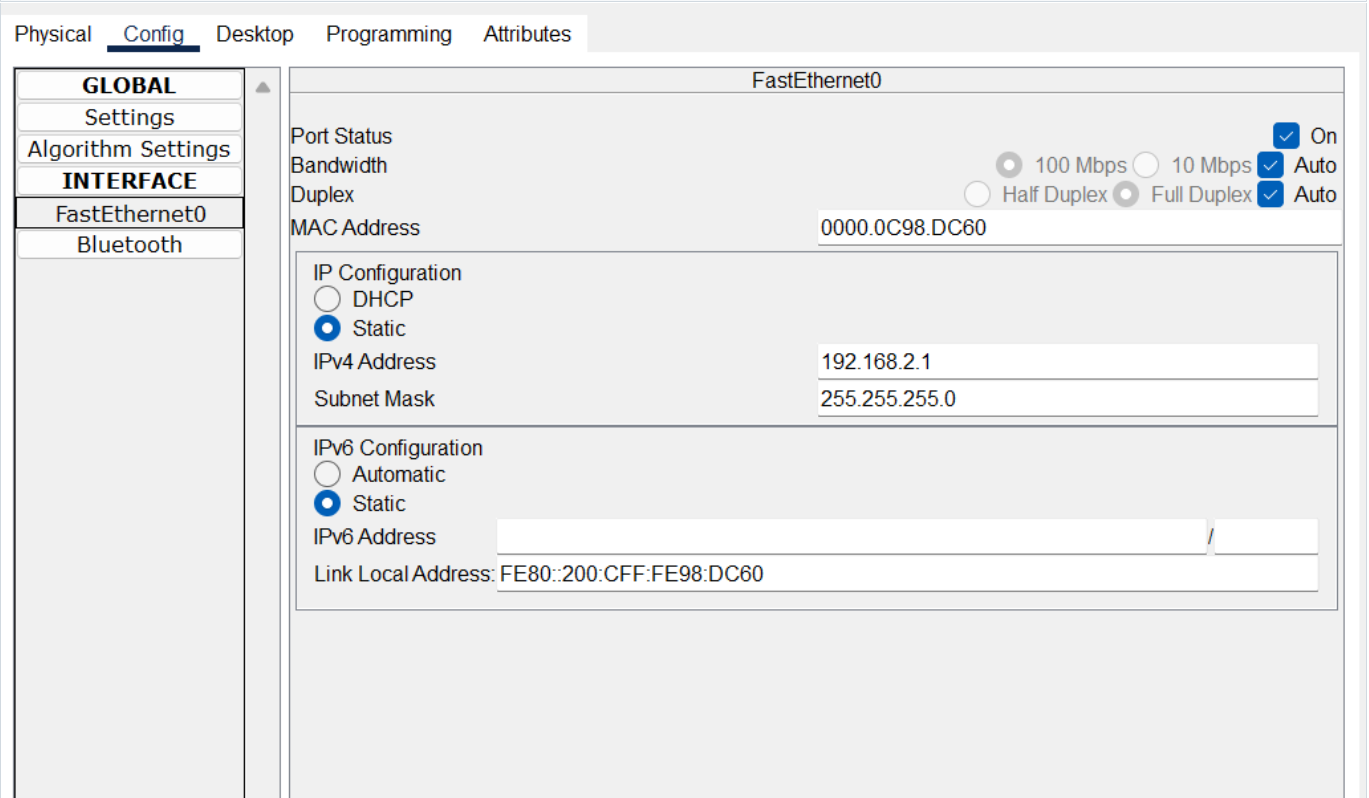 Physical Config Desktop Programming Attributes
GLOBAL
Settings
Algorithm Settings
INTERFACE
FastEthernet0
Bluetooth
FastEthernet0
Port Status On
Bandwidth 100 Mbps 10 Mbps Auto
Duplex Half Duplex Full Duplex Auto
MAC Address 0000.0C98.DC60
IP Configuration
DHCP
Static
IPv4 Address 192.168.2.1
Subnet Mask 255.255.255.0
IPv6 Configuration
Automatic
Static
IPv6 Address /
Link Local Address: FE80::200:CFF:FE98:DC60